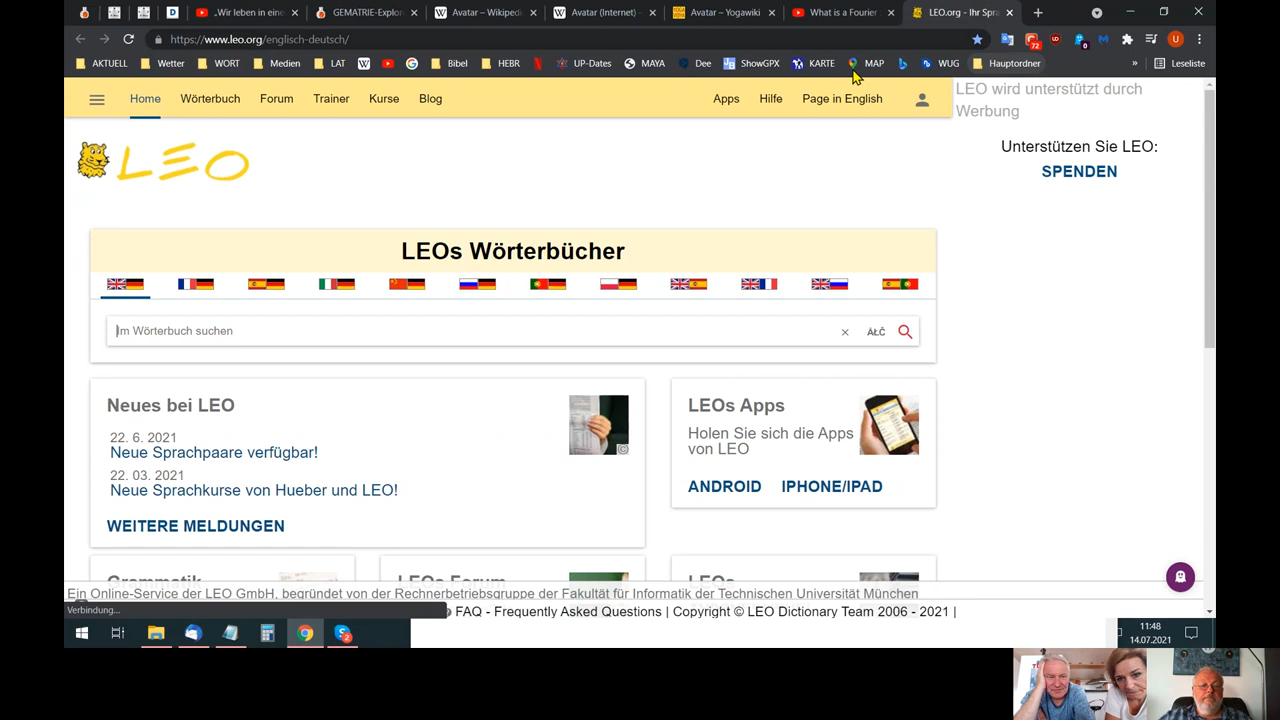 „Wir leben in eine
GEMATRIE-Explor
Avatar – Wikipedi
Avatar (Internet) –
Avatar – Yogawiki
What is a Fourier
LEO.org - Ihr Spra
https://www.leo.org/englisch-deutsch/
72
0
U
AKTUELL
Wetter
WORT
Medien
LAT
Bibel
HEBR
UP-Dates
MAYA
Dee
ShowGPX
KARTE
MAP
WUG
Hauptordner
»
Leseliste
Home
Wörterbuch
Forum
Trainer
Kurse
Blog
Apps
Hilfe
Page in English
LEO wird unterstützt durch
Werbung
Unterstützen Sie LEO:
SPENDEN
LEO
LEOs Wörterbücher
Im Wörterbuch suchen
ÄŁČ
Neues bei LEO
22. 6. 2021
Neue Sprachpaare verfügbar!
22. 03. 2021
Neue Sprachkurse von Hueber und LEO!
WEITERE MELDUNGEN
LEOs Apps
Holen Sie sich die Apps
von LEO
ANDROID
IPHONE/IPAD
Grammatik
LEOs Forum
LEOs
Ein Online-Service der LEO GmbH, begründet von der Rechnerbetriebsgruppe der Fakultät für Informatik der Technischen Universität München
Verbindung...
FAQ - Frequently Asked Questions | Copyright © LEO Dictionary Team 2006 - 2021 |
11:48
14.07.2021